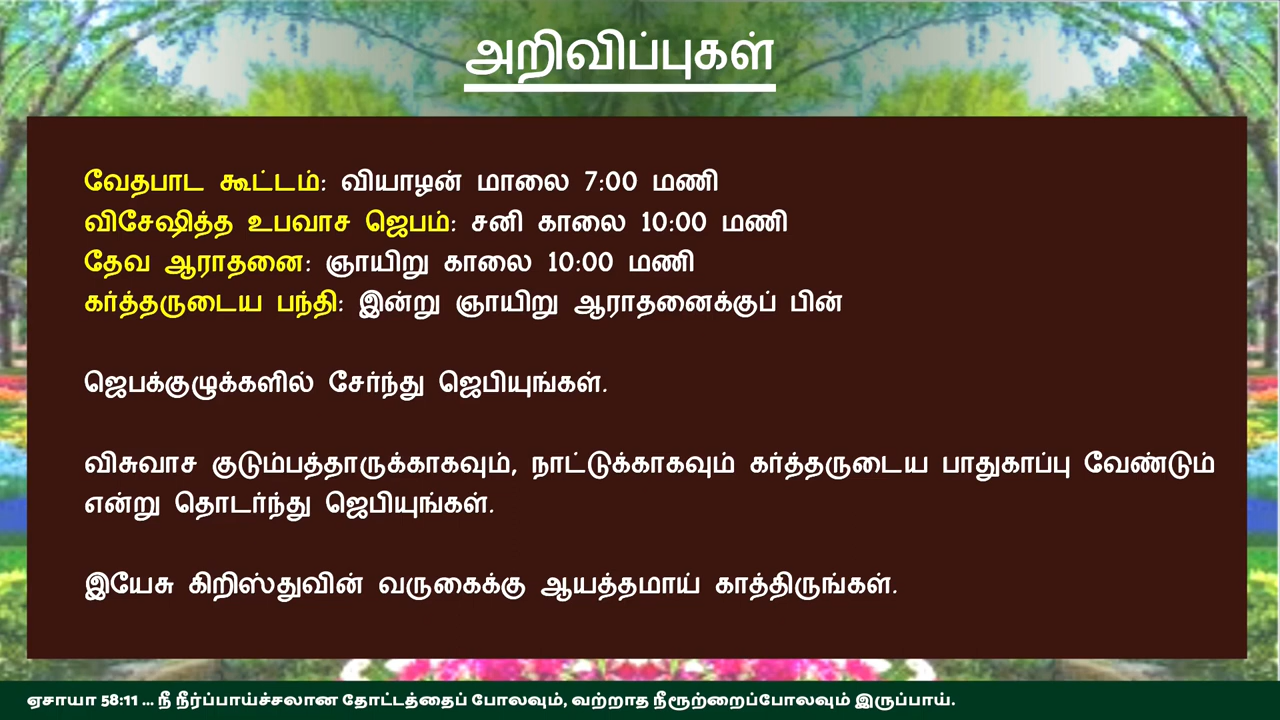 அறிவிப்புகள்
வேதபாட கூட்டம்: வியாழன் மாலை 7:00 மணி
விசேஷித்த உபவாச ஜெபம்: சனி காலை 10:00 மணி
தேவ ஆராதனை: ஞாயிறு காலை 10:00 மணி
கர்த்தருடைய பந்தி: இன்று ஞாயிறு ஆராதனைக்குப் பின்
ஜெபக்குழுக்களில் சேர்ந்து ஜெபியுங்கள்.
விசுவாச குடும்பத்தாருக்காகவும், நாட்டுக்காகவும் கர்த்தருடைய பாதுகாப்பு வேண்டும்
என்று தொடர்ந்து ஜெபியுங்கள்.
இயேசு கிறிஸ்துவின் வருகைக்கு ஆயத்தமாய் காத்திருங்கள்.
ஏசாயா 58:11 ... நீ நீர்ப்பாய்ச்சலான தோட்டத்தைப் போலவும், வற்றாத நீரூற்றைப்போலவும் இருப்பாய்.